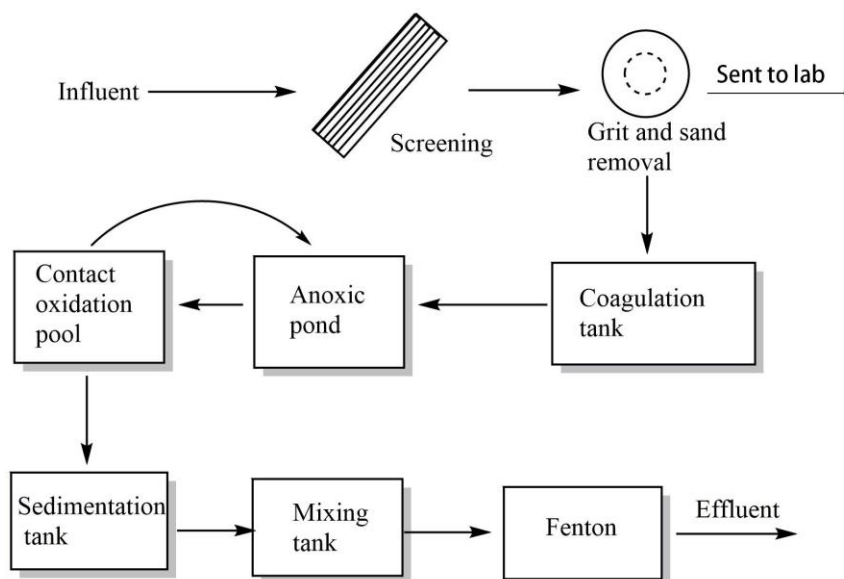 Influent
Screening
Grit and sand
removal
Sent to lab
Contact
oxidation
pool
Anoxic
pond
Coagulation
tank
Sedimentation
tank
Mixing
tank
Fenton
Effluent